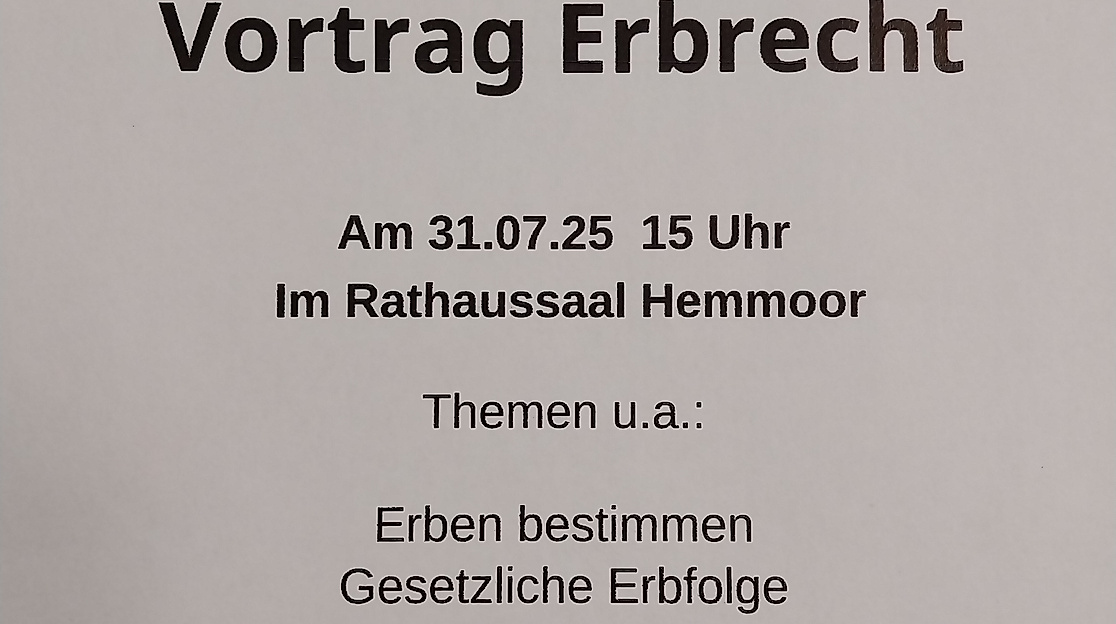 Vortrag Erbrecht
Am 31.07.25 15 Uhr
Im Rathaussaal Hemmoor
Themen u.a.:
Erben bestimmen
Gesetzliche Erbfolge